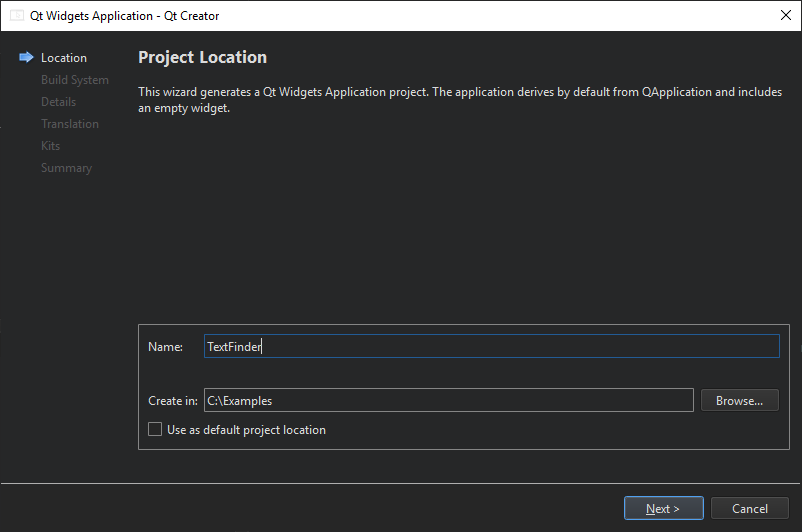 Qt Widgets Application - Qt Creator
Location
Build System
Details
Translation
Kits
Summary
Project Location
This wizard generates a Qt Widgets Application project. The application derives by default from QApplication and includes
an empty widget.
Name: TextFinder
Create in: C:\Examples Browse...
Use as default project location
Next > Cancel